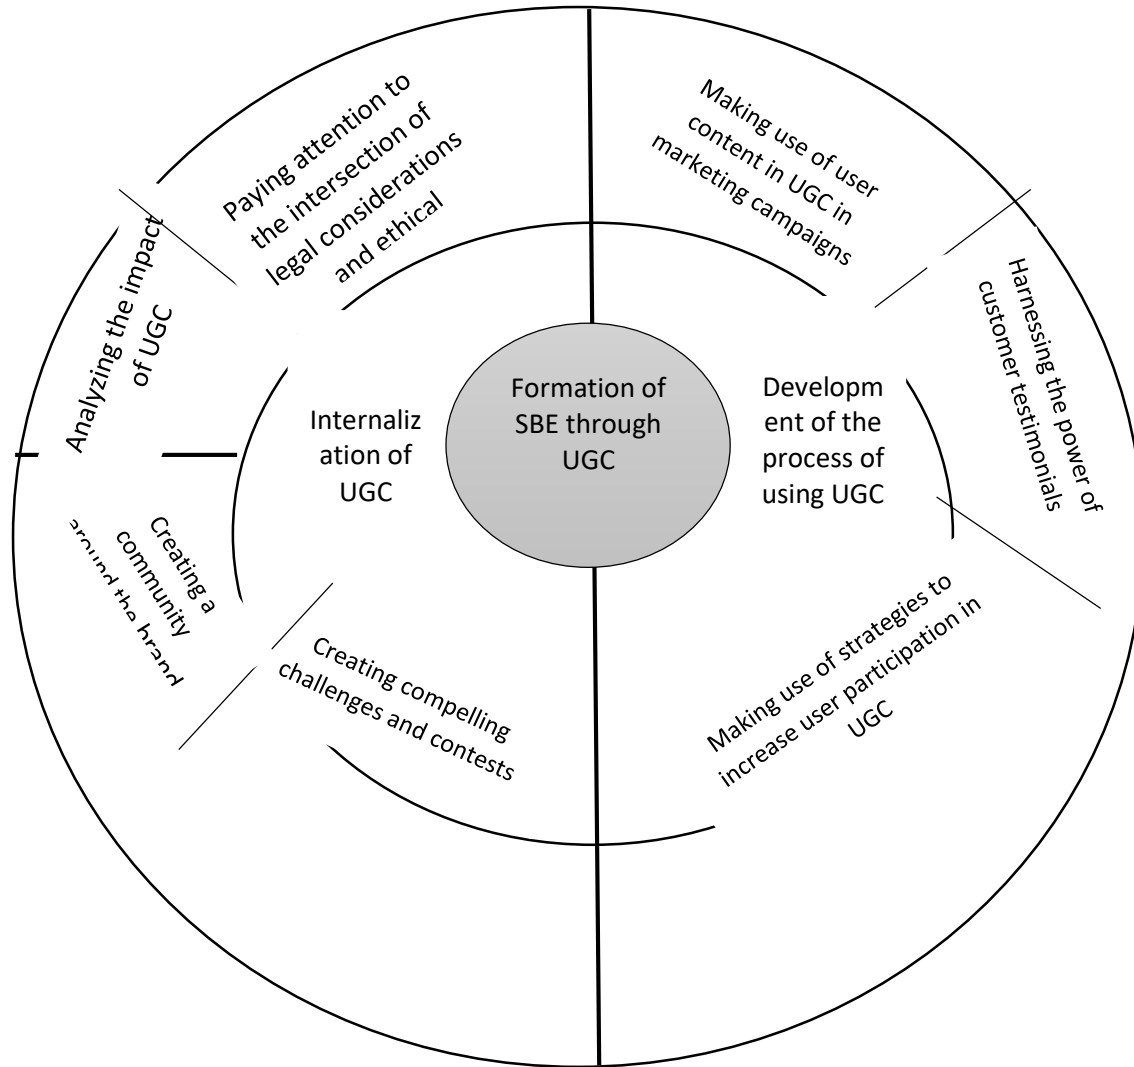 Paying attention to
the intersection of
legal considerations
and ethical
Making use of user
content in UGC in
marketing campaigns
Harnessing the power of
customer testimonials
Analyzing the impact
of UGC
Internaliz
ation of
UGC
Formation of
SBE through
UGC
Developm
ent of the
process of
using UGC
Creating a
community
around the brand
Creating compelling
challenges and contests
Making use of strategies to
increase user participation in
UGC